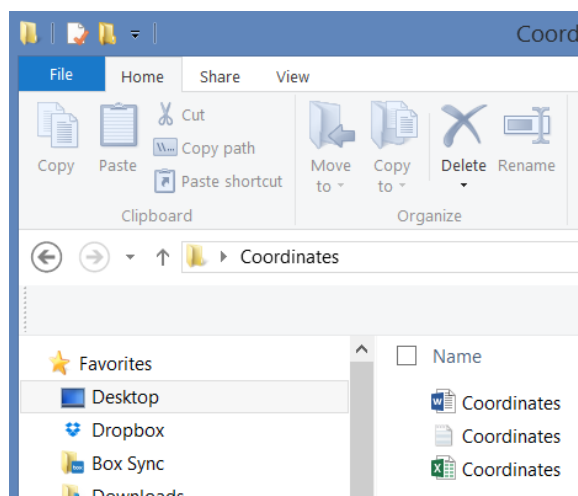 Coord
File Home Share View
Copy Paste Cut
Copy path
Paste shortcut
Move to Copy to Delete Rename
Clipboard Organize
Coordinates
Favorites Name
Desktop Coordinates
Dropbox Coordinates
Box Sync Coordinates
Downloads